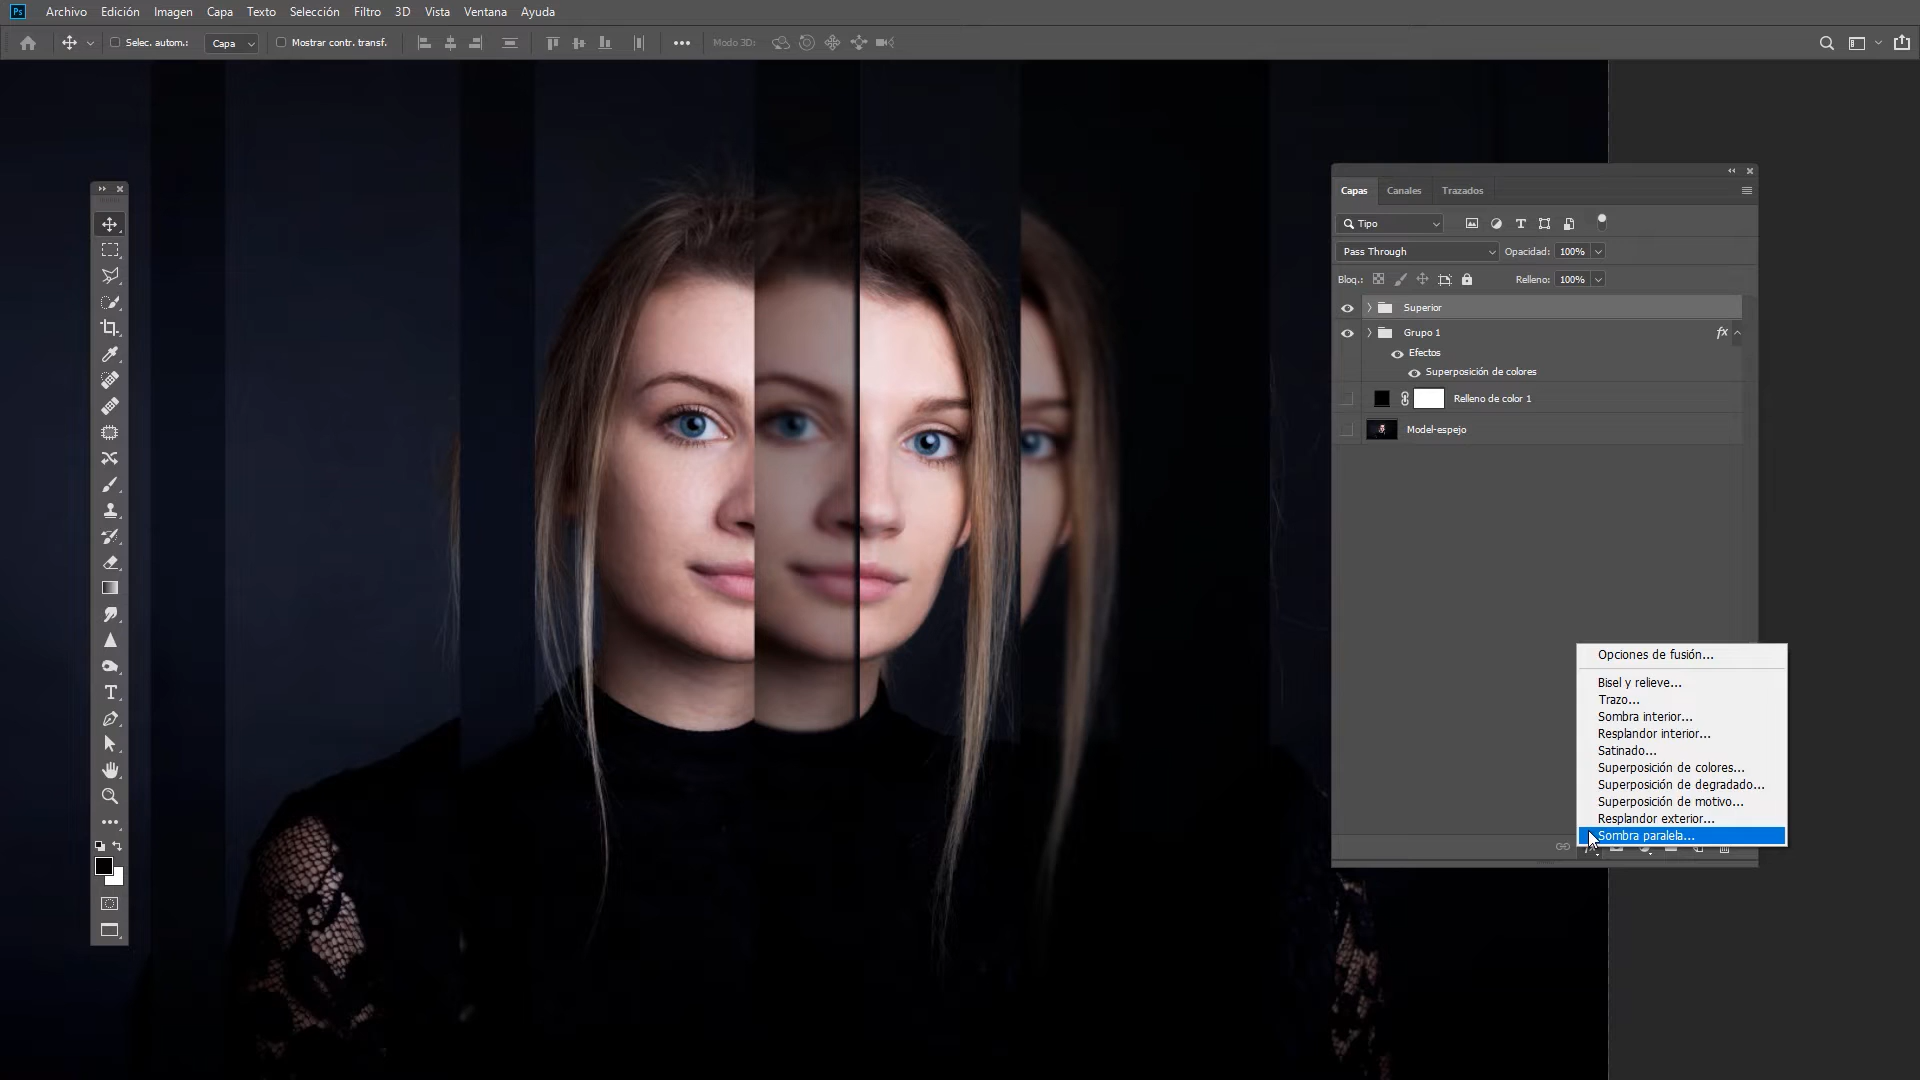 Ps Archivo Edición Imagen Capa Texto Selección Filtro 3D Vista Ventana Ayuda
Selec. autom.: Capa Mostrar contr. transf. Modo 3D:
Capas Canales Trazados
Tipo
Pass Through Opacidad: 100%
Bloq.: Relleno: 100%
Superior
Grupo 1 fx
Efectos
Superposición de colores
Relleno de color 1
Model-espejo
Opciones de fusión...
Bisel y relieve...
Trazo...
Sombra interior...
Resplandor interior...
Satinado...
Superposición de colores...
Superposición de degradado...
Superposición de motivo...
Resplandor exterior...
Sombra paralela...